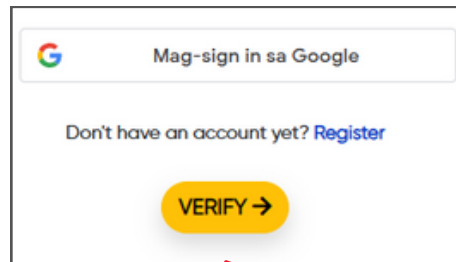 Mag-sign in sa Google
Don't have an account yet? Register
VERIFY →